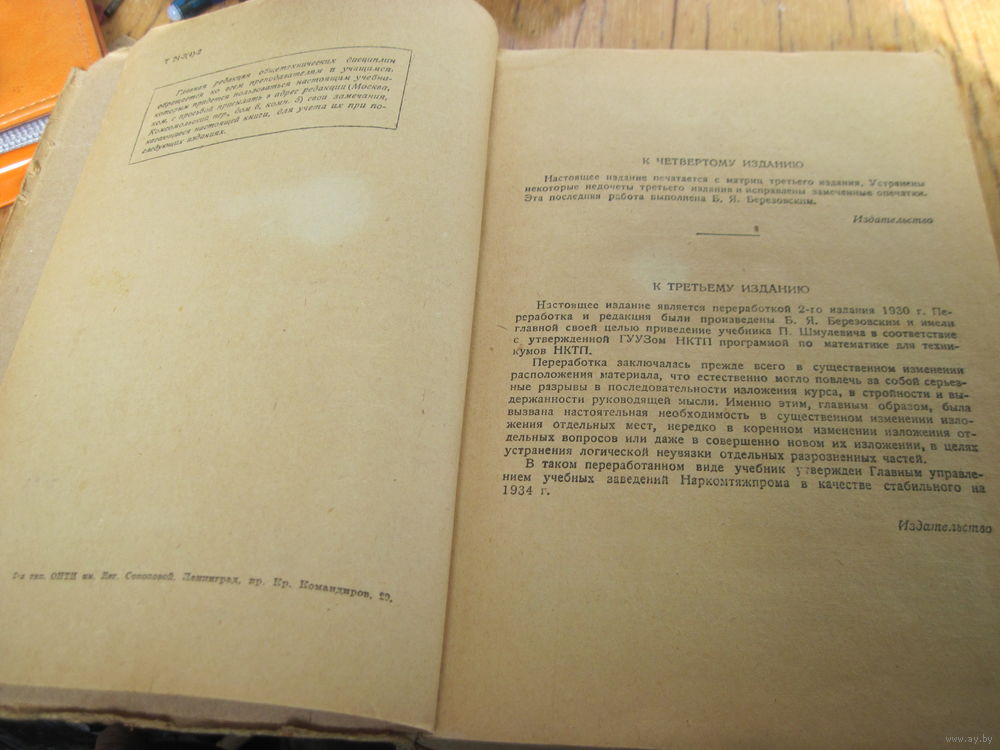 Т 21-3(4)-2
Главная редакция общетехнических дисциплин
обращается ко всем преподавателям и учащимся,
которым придется пользоваться настоящим учебни-
ком, с просьбой присылать в адрес редакции (Москва,
Комсомольский пер., дом 6, комн. 5) свои замечания,
касающиеся настоящей книги, для учета их при по-
следующих изданиях.
2-я тип. ОНТИ им. Евг. Соколовой. Ленинград, пр. Кр. Командиров, 29.
К ЧЕТВЕРТОМУ ИЗДАНИЮ
Настоящее издание печатается с матриц третьего издания. Устранены
некоторые недочеты третьего издания и исправлены замеченные опечатки.
Эта последняя работа выполнена Б. Я. Березовским.
Издательство
К ТРЕТЬЕМУ ИЗДАНИЮ
Настоящее издание является переработкой 2-го издания 1930 г. Пе-
реработка и редакция были произведены Б. Я. Березовским и имели
главной своей целью приведение учебника П. Шмулевича в соответствие
с утвержденной ГУУЗом НКТП программой по математике для техни-
кумов НКТП.
Переработка заключалась прежде всего в существенном изменении
расположения материала, что естественно могло повлечь за собой серьез-
ные разрывы в последовательности изложения курса, в стройности и вы-
держанности руководящей мысли. Именно этим, главным образом, была
вызвана настоятельная необходимость в существенном изменении изло-
жения отдельных мест, нередко в коренном изменении изложения от-
дельных вопросов или даже в совершенно новом их изложении, в целях
устранения логической неувязки отдельных разрозненных частей.
В таком переработанном виде учебник утвержден Главным управле-
нием учебных заведений Наркомтяжпрома в качестве стабильного на
1934 г.
Издательство
www.ay.by